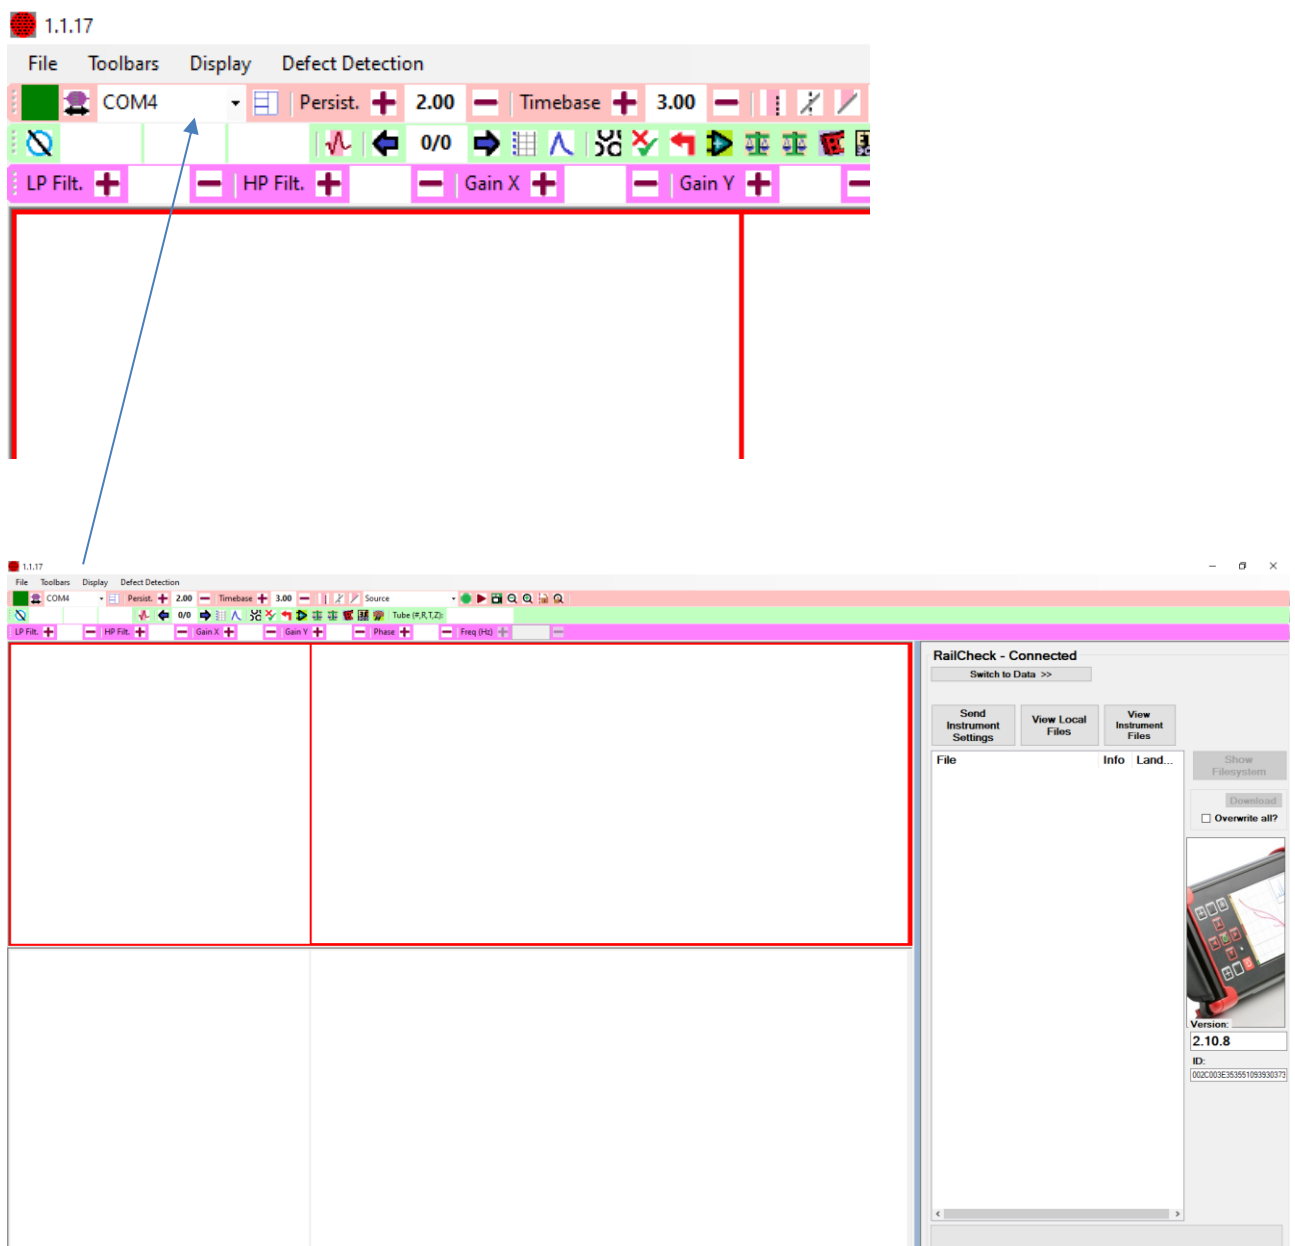 1.1.17
File Toolbars Display Defect Detection
COM4 Persist. 2.00 Timebase 3.00
0/0
LP Filt. HP Filt. Gain X Gain Y
1.1.17
File Toolbars Display Defect Detection
COM4 Persist. 2.00 Timebase 3.00 Source
0/0 Tube (#,R,T,Z):
LP Filt. HP Filt. Gain X Gain Y Phase Freq (Hz)
RailCheck - Connected
Switch to Data >>
Send Instrument Settings
View Local Files
View Instrument Files
File Info Land...
Show Filesystem
Download
Overwrite all?
Version:
2.10.8
ID:
002C003E353551093930373